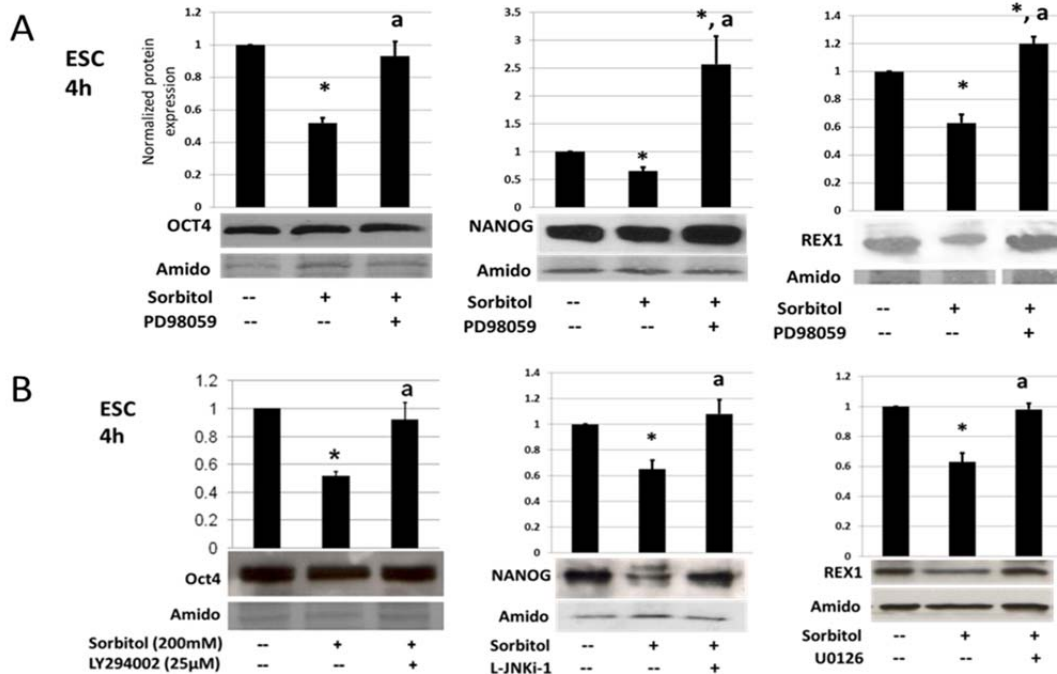 A
ESC
4h
Normalized protein
expression
1.2
1
0.8
0.6
0.4
0.2
0
*
a
OCT4
Amido
Sorbitol -- + +
PD98059 -- -- +
3.5
3
2.5
2
1.5
1
0.5
0
*
*, a
NANOG
Amido
Sorbitol -- + +
PD98059 -- -- +
1.4
1.2
1
0.8
0.6
0.4
0.2
0
*
*, a
REX1
Amido
Sorbitol -- + +
PD98059 -- -- +
B
ESC
4h
1.2
1
0.8
0.6
0.4
0.2
0
*
a
Oct4
Amido
Sorbitol (200mM) -- + +
LY294002 (25µM) -- -- +
1.4
1.2
1
0.8
0.6
0.4
0.2
0
*
a
NANOG
Amido
Sorbitol -- + +
L-JNKi-1 -- -- +
1.2
1
0.8
0.6
0.4
0.2
0
*
a
REX1
Amido
Sorbitol -- + +
U0126 -- -- +